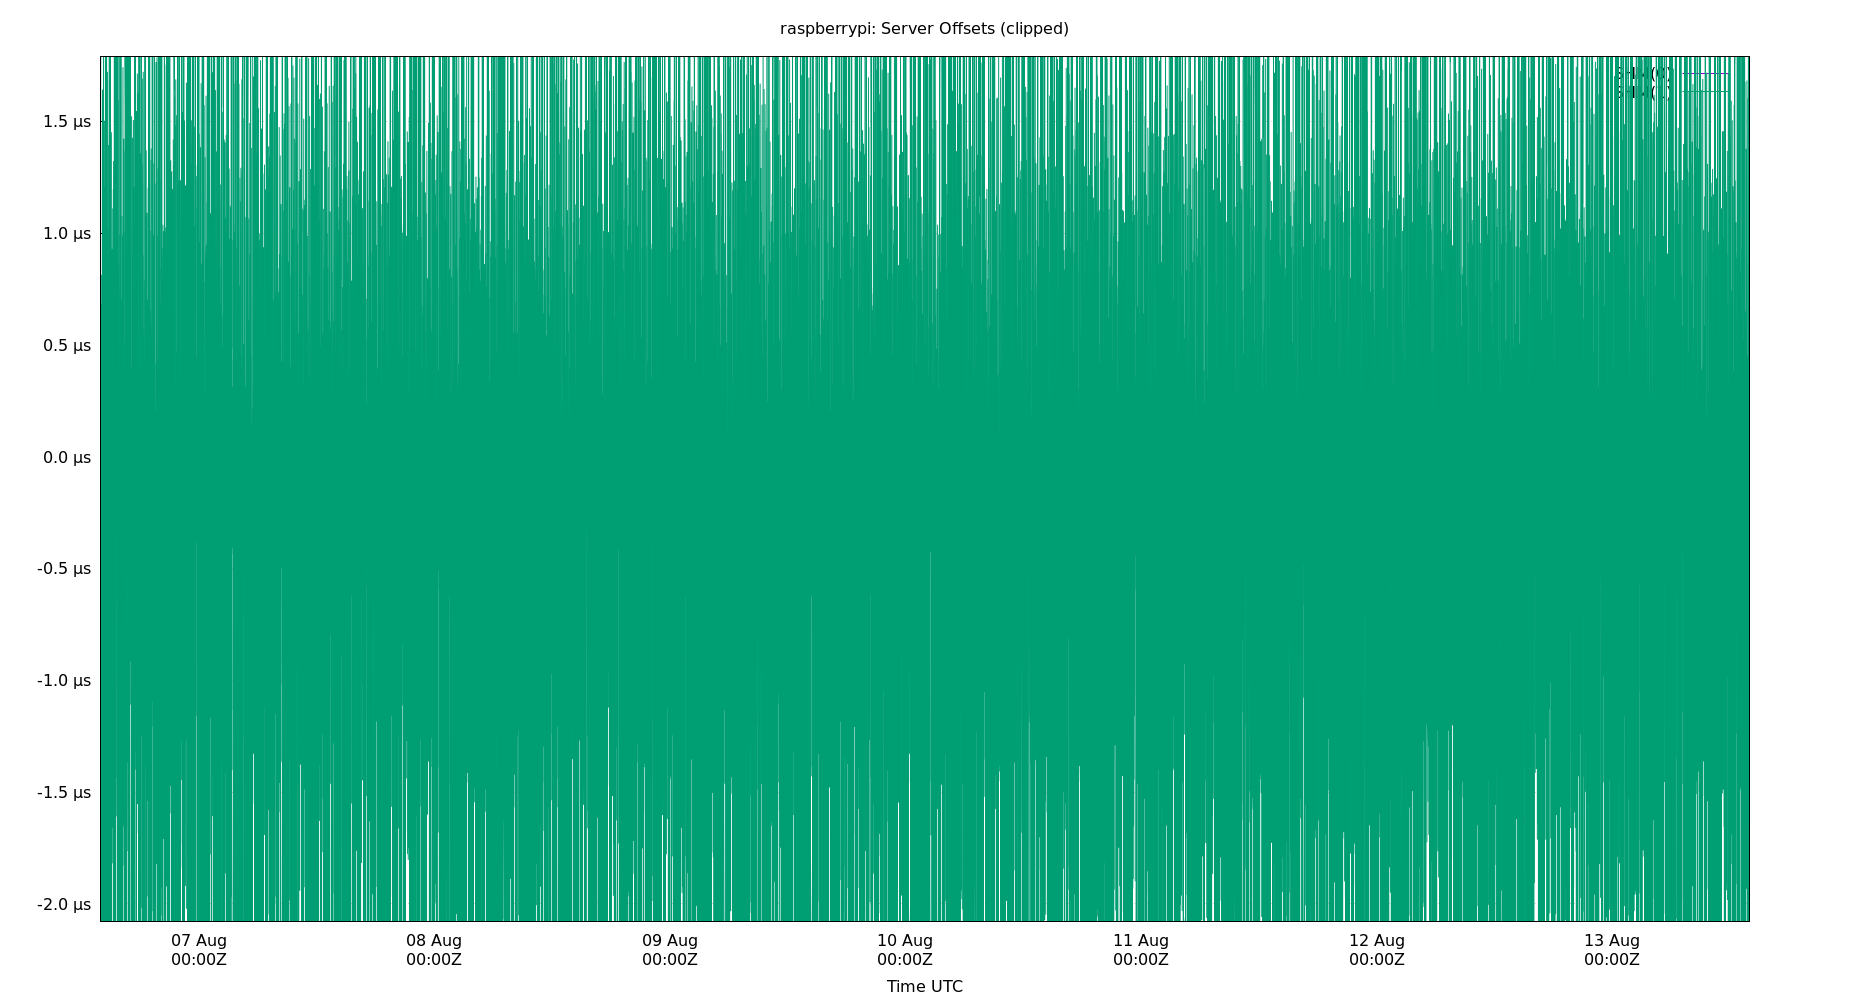 raspberrypi: Server Offsets (clipped)
1.5 µs
1.0 µs
0.5 µs
0.0 µs
-0.5 µs
-1.0 µs
-1.5 µs
-2.0 µs
07 Aug 08 Aug 09 Aug 10 Aug 11 Aug 12 Aug 13 Aug
00:00Z 00:00Z 00:00Z 00:00Z 00:00Z 00:00Z 00:00Z
Time UTC